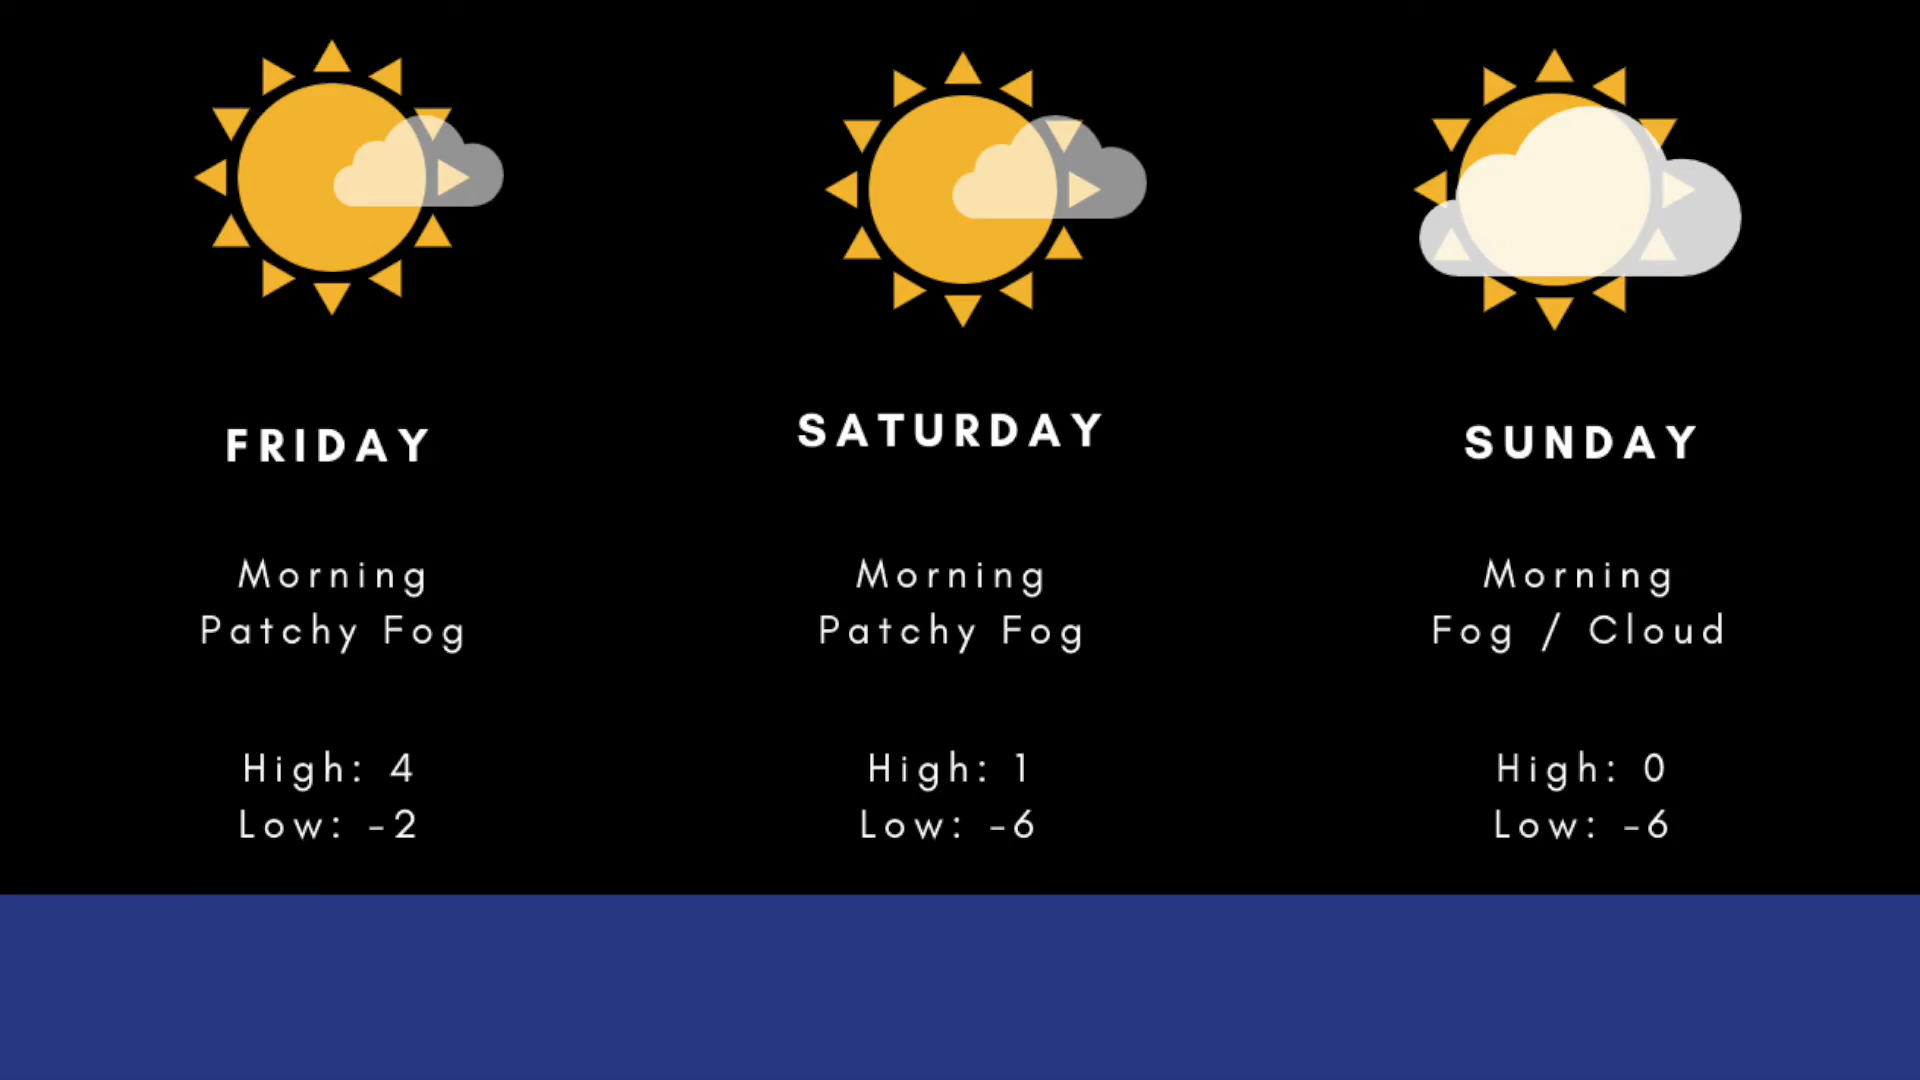 FRIDAY
Morning
Patchy Fog
High: 4
Low: -2
SATURDAY
Morning
Patchy Fog
High: 1
Low: -6
SUNDAY
Morning
Fog / Cloud
High: 0
Low: -6